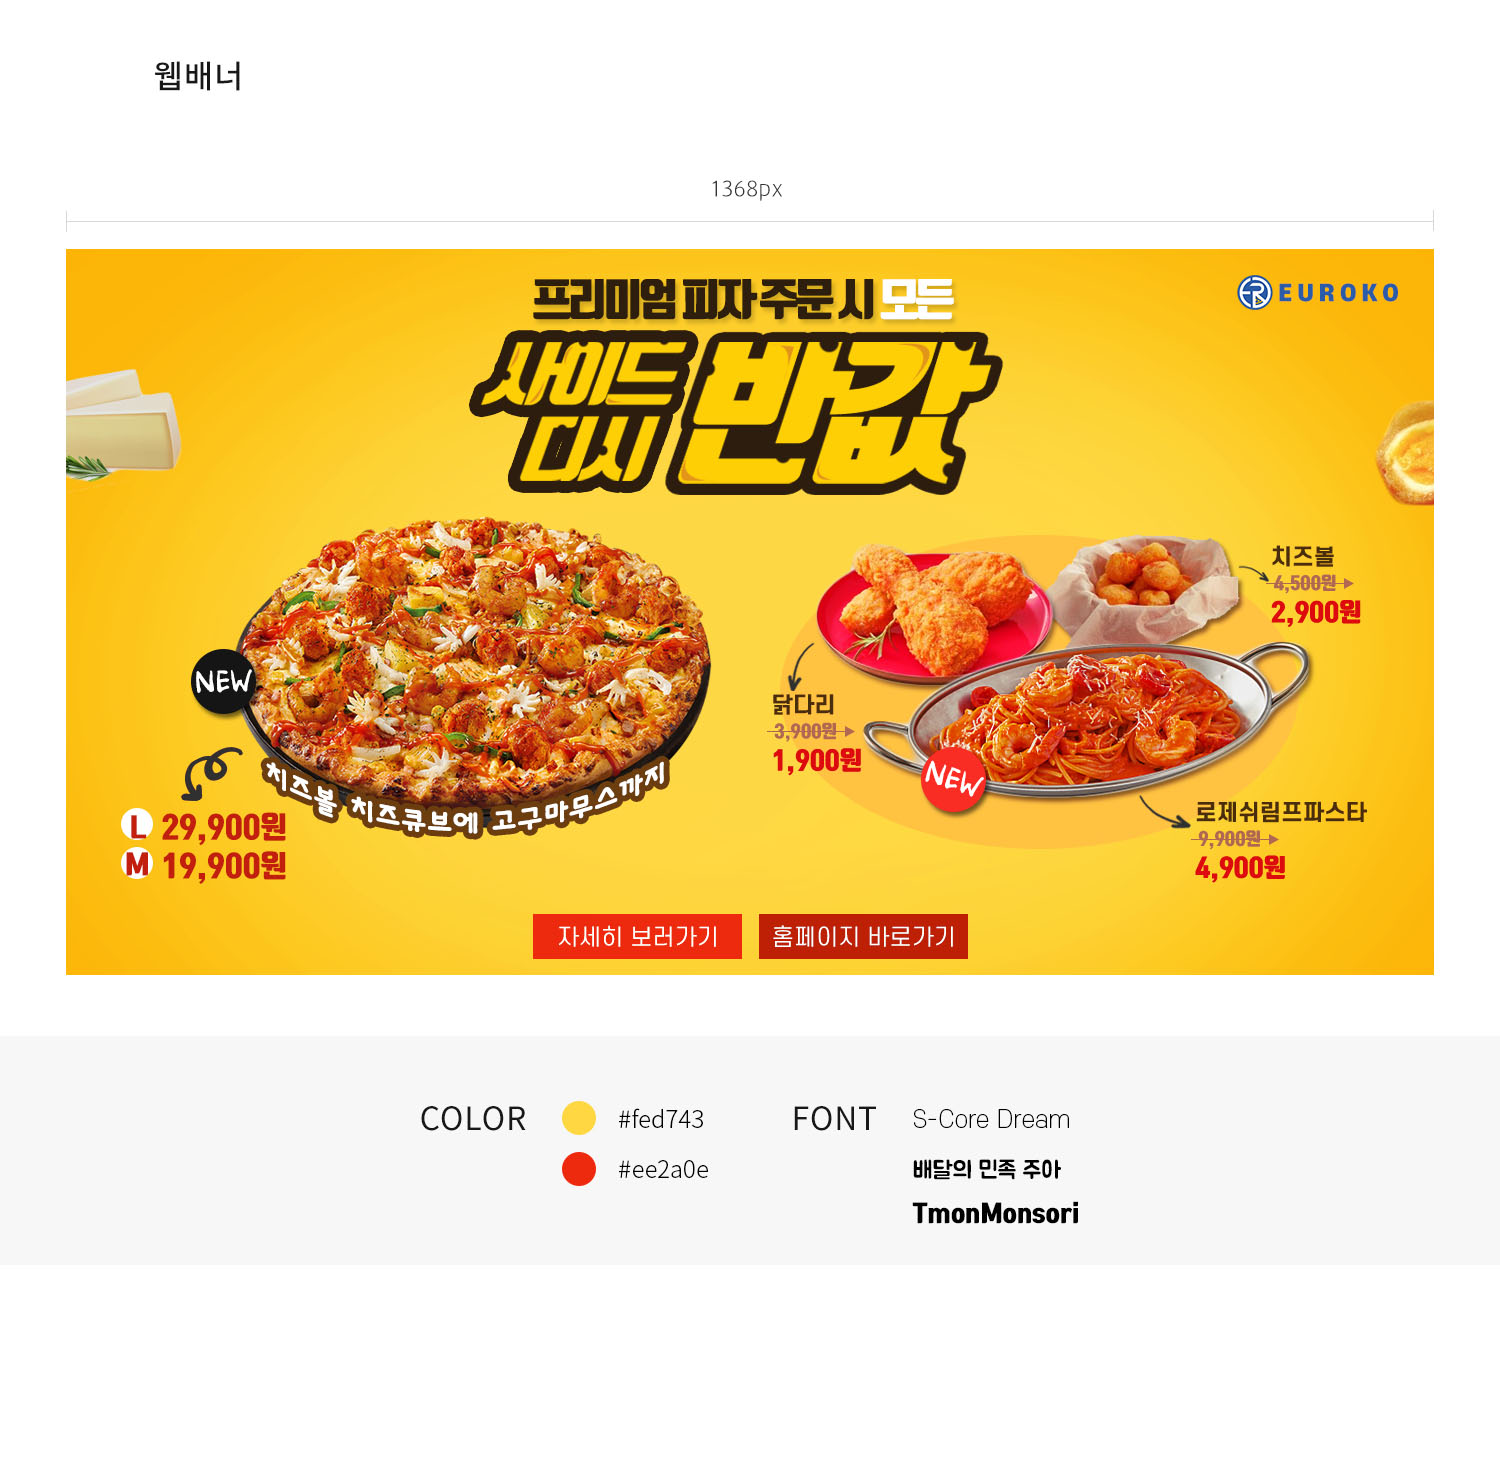 웹배너
1368px
프리미엄 피자 주문 시 모든
EUROKO
사이드
디시
반값
NEW
치즈볼 치즈큐브에 고구마무스까지
L 29,900원
M 19,900원
치즈볼
4,500원
2,900원
닭다리
3,900원
1,900원
NEW
로제쉬림프파스타
9,900원
4,900원
자세히 보러가기
홈페이지 바로가기
COLOR
#fed743
#ee2a0e
FONT
S-Core Dream
배달의 민족 주아
TmonMonsori